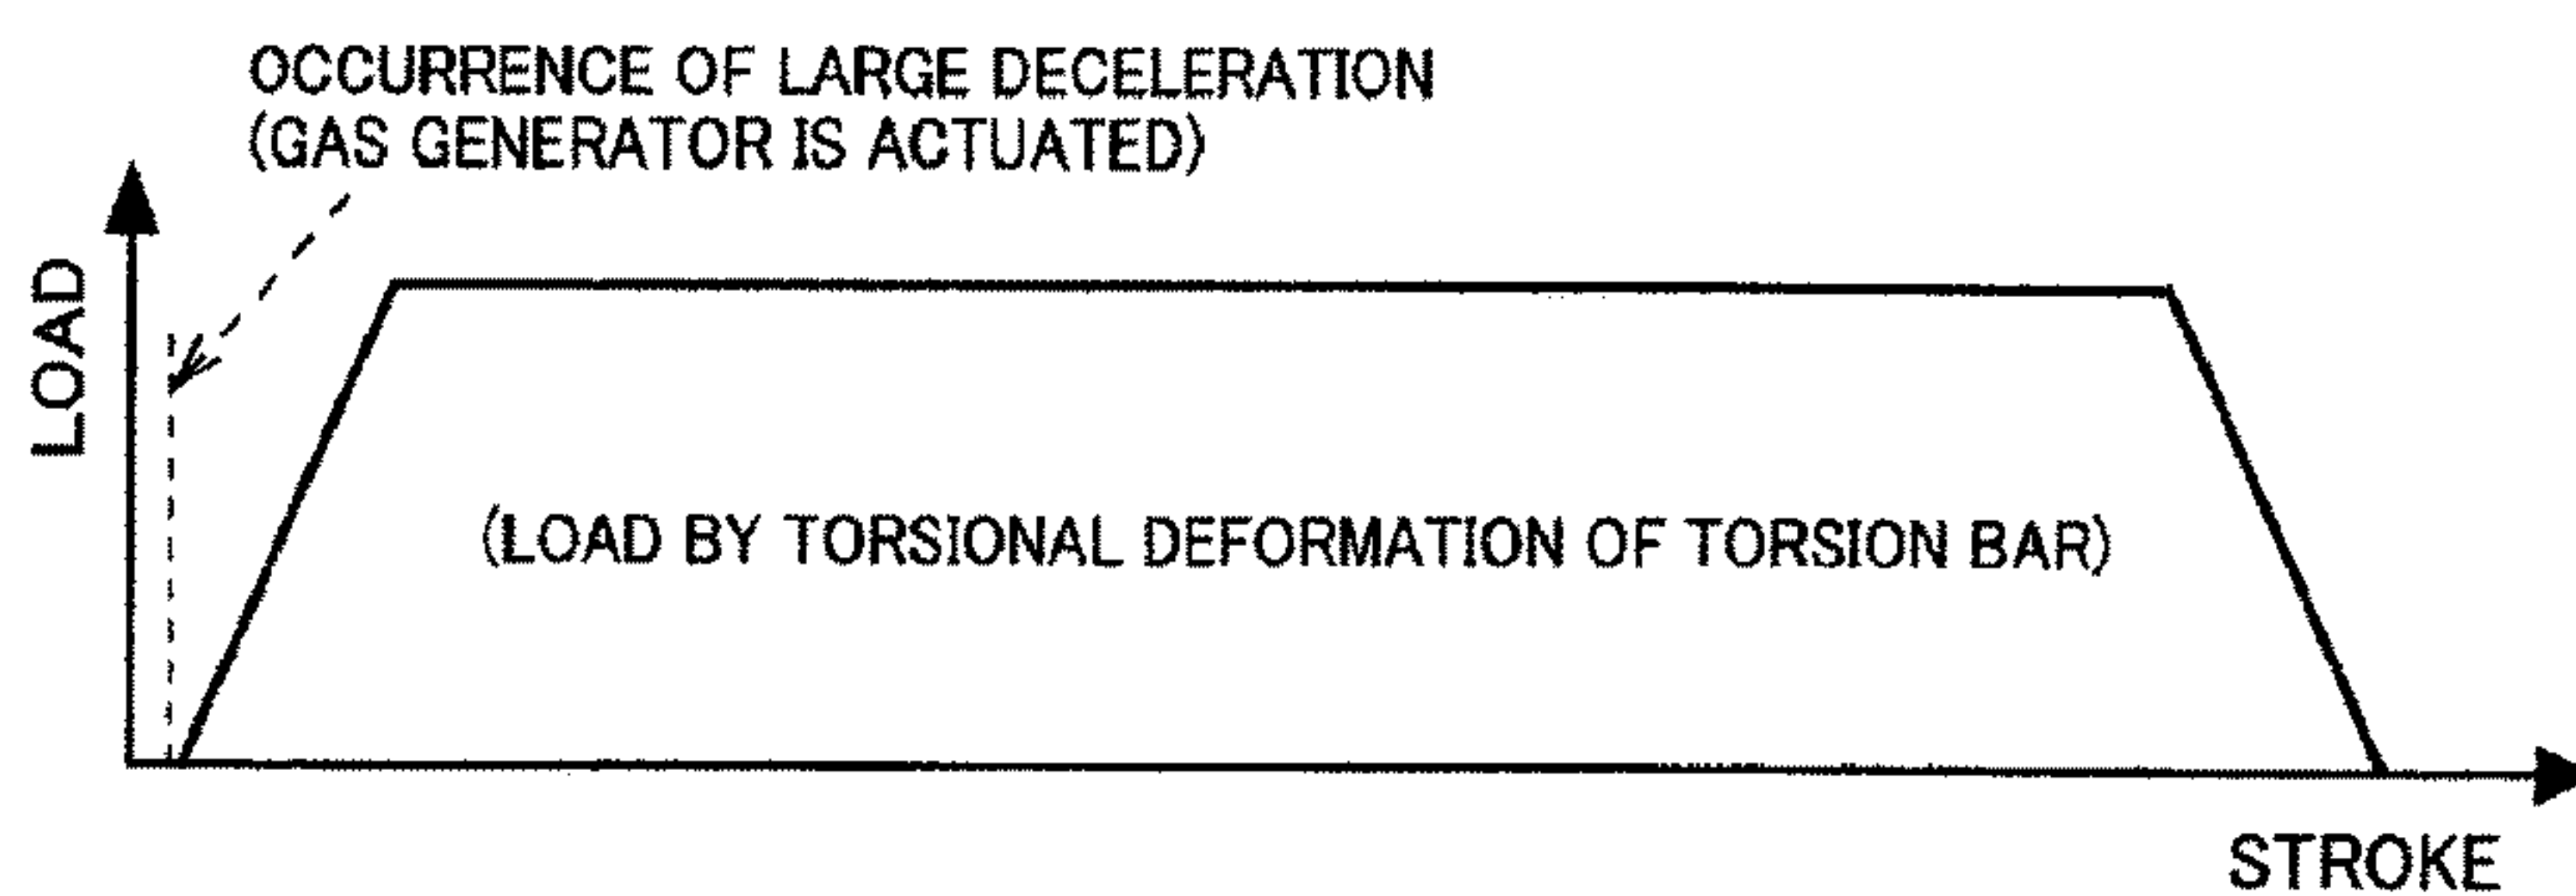 OCCURRENCE OF LARGE DECELERATION
(GAS GENERATOR IS ACTUATED)
LOAD
(LOAD BY TORSIONAL DEFORMATION OF TORSION BAR)
STROKE